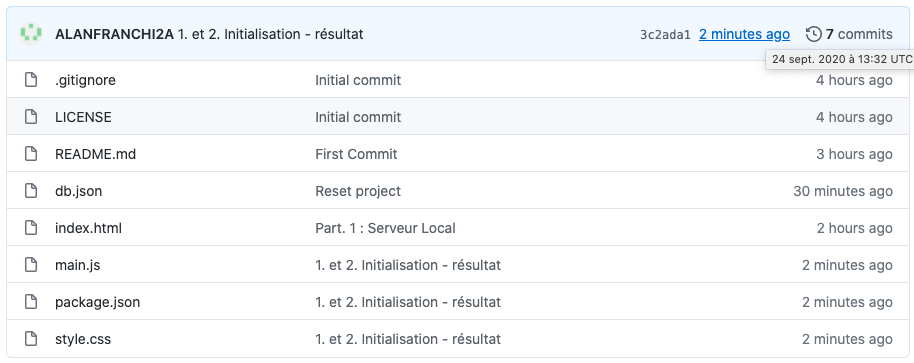 ALANFRANCHI2A 1. et 2. Initialisation - résultat 3c2ada1 2 minutes ago 7 commits
24 sept. 2020 à 13:32 UTC
.gitignore Initial commit 4 hours ago
LICENSE Initial commit 4 hours ago
README.md First Commit 3 hours ago
db.json Reset project 30 minutes ago
index.html Part. 1 : Serveur Local 2 hours ago
main.js 1. et 2. Initialisation - résultat 2 minutes ago
package.json 1. et 2. Initialisation - résultat 2 minutes ago
style.css 1. et 2. Initialisation - résultat 2 minutes ago